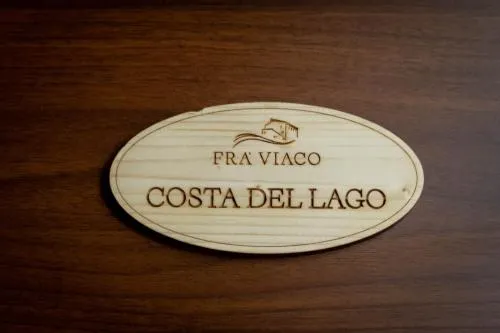 FRA' VIACO
COSTA DEL LAGO